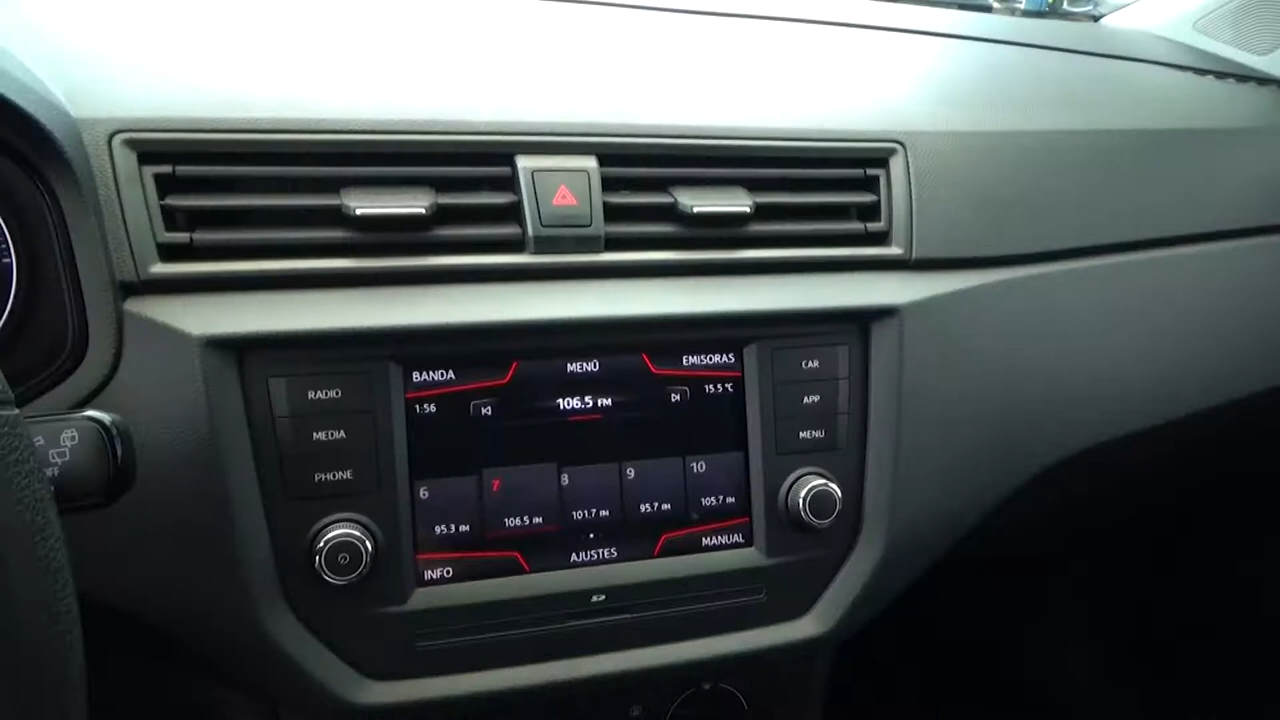 RADIO
MEDIA
PHONE
BANDA
MENÚ
EMISORAS
1:56
106.5 FM
15.5 °C
6
95.3 FM
7
106.5 FM
8
101.7 FM
9
95.7 FM
10
105.7 FM
INFO
AJUSTES
MANUAL
CAR
APP
MENU
SD
OFF